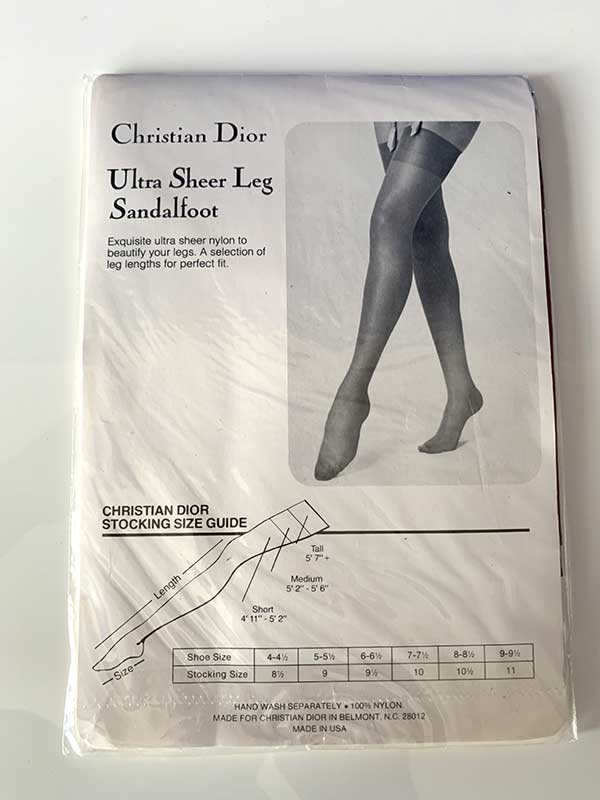 Christian Dior
Ultra Sheer Leg
Sandalfoot
Exquisite ultra sheer nylon to
beautify your legs. A selection of
leg lengths for perfect fit.
CHRISTIAN DIOR
STOCKING SIZE GUIDE
Tall
5' 7" +
Length
Medium
5' 2" - 5' 6"
Short
4' 11" - 5' 2"
Size
Shoe Size 4-4½ 5-5½ 6-6½ 7-7½ 8-8½ 9-9½
Stocking Size 8½ 9 9½ 10 10½ 11
HAND WASH SEPARATELY • 100% NYLON
MADE FOR CHRISTIAN DIOR IN BELMONT, N.C. 28012
MADE IN USA